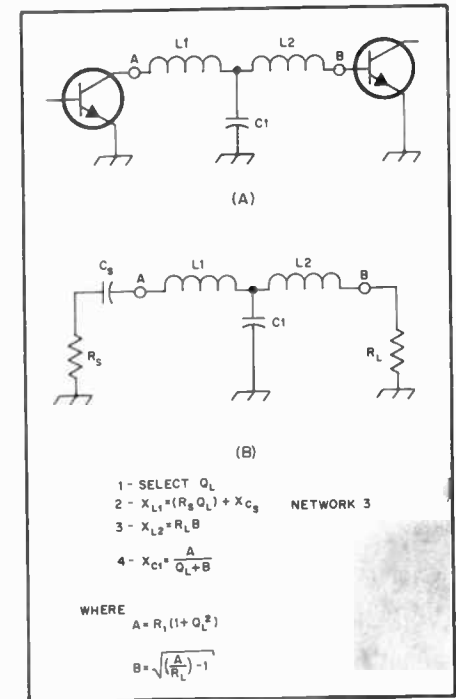 A L1 L2 B
C1
(A)
Cs A L1 L2 B
C1
Rs RL
(B)
1 - SELECT QL
2 - XL1=(RsQL) + XCs NETWORK 3
3 - XL2=RLB
4 - XC1= A / QL+B
WHERE
A=R1(1+QL²)
B=√((A/RL)-1)